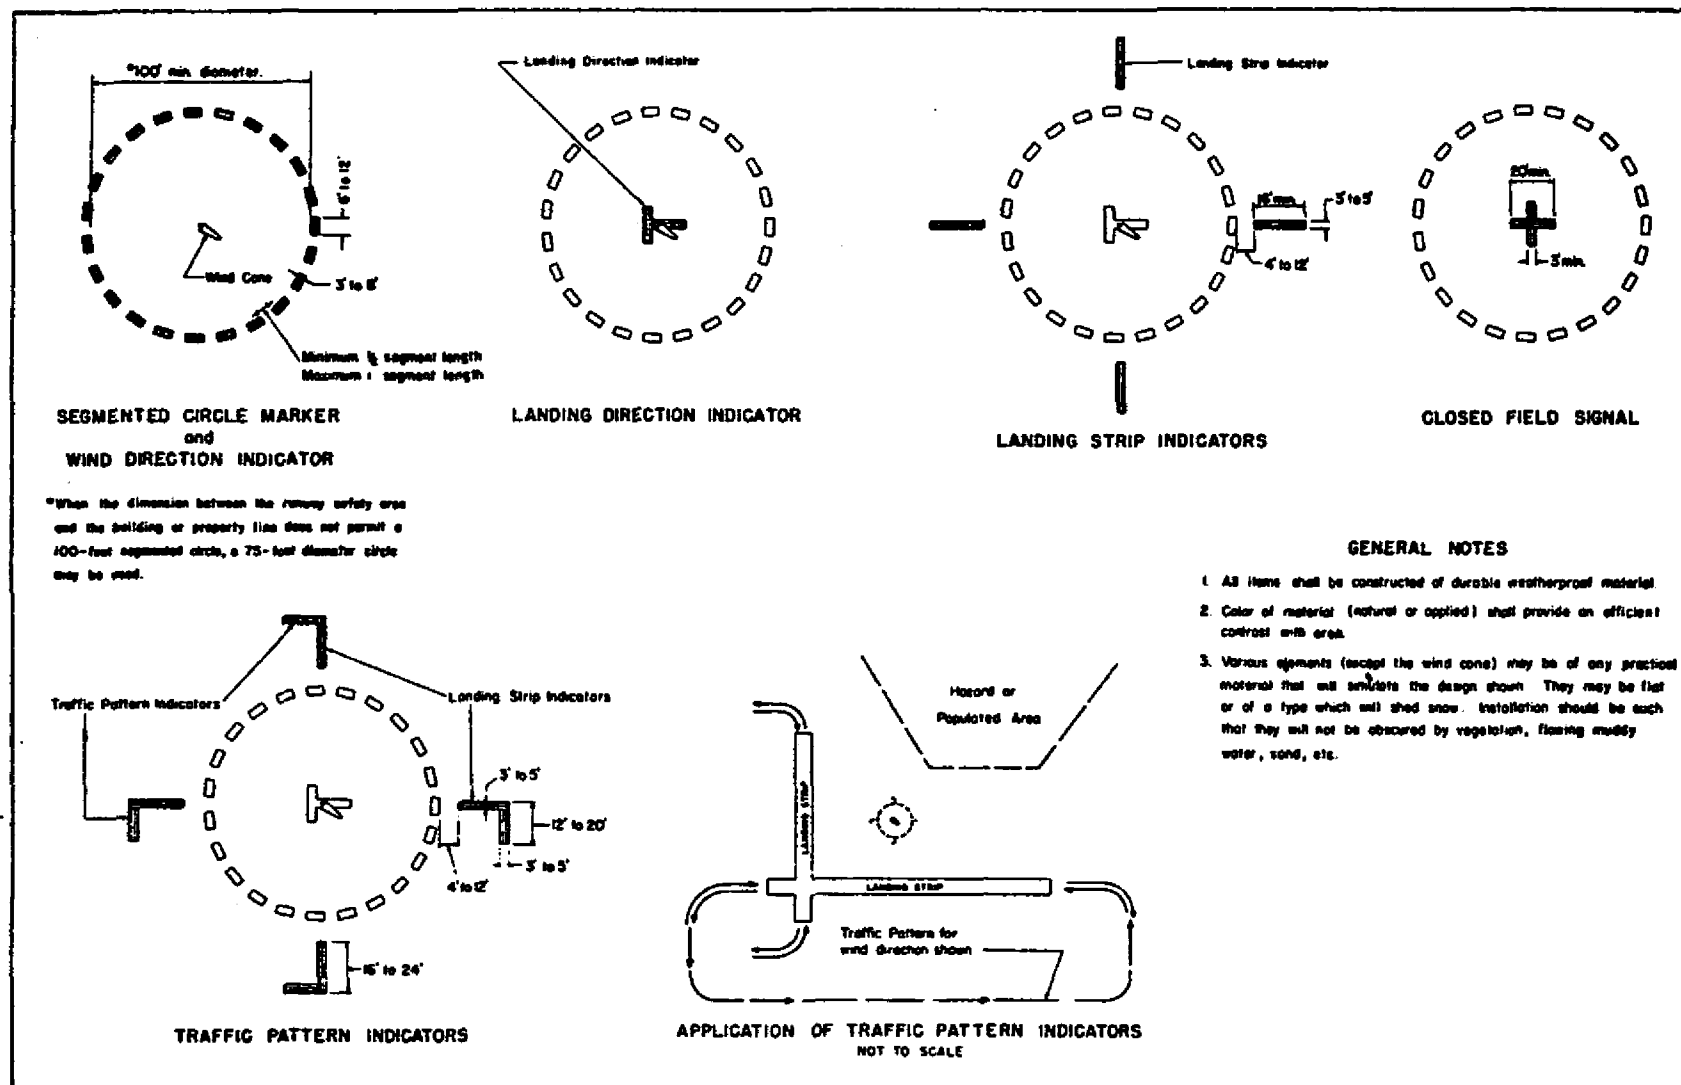 *100' min. diameter.
6' to 12'
Wind Cone
3' to 8'
Minimum ½ segment length
Maximum 1 segment length
SEGMENTED CIRCLE MARKER
and
WIND DIRECTION INDICATOR
Landing Direction Indicator
LANDING DIRECTION INDICATOR
Landing Strip Indicator
16' min.
3' to 5'
4' to 12'
LANDING STRIP INDICATORS
20' min.
3' min.
CLOSED FIELD SIGNAL
*When the dimension between the runway safety area
and the building or property line does not permit a
100-foot segmented circle, a 75-foot diameter circle
may be used.
GENERAL NOTES
1. All items shall be constructed of durable weatherproof material.
2. Color of material (natural or applied) shall provide an efficient
contrast with area.
3. Various elements (except the wind cone) may be of any practical
material that will simulate the design shown. They may be flat
or of a type which will shed snow. Installation should be such
that they will not be obscured by vegetation, flowing muddy
water, sand, etc.
Traffic Pattern Indicators
Landing Strip Indicators
3' to 5'
12' to 20'
3' to 5'
4' to 12'
16' to 24'
TRAFFIC PATTERN INDICATORS
Hazard or
Populated Area
LANDING STRIP
LANDING STRIP
Traffic Pattern for
wind direction shown
APPLICATION OF TRAFFIC PATTERN INDICATORS
NOT TO SCALE